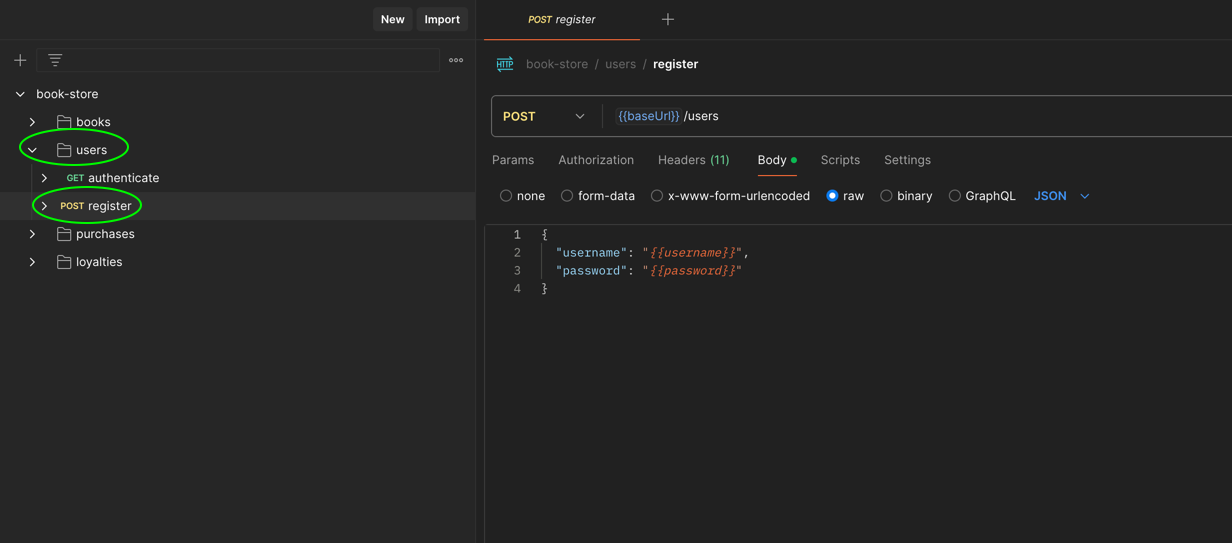 New Import
book-store
books
users
GET authenticate
POST register
purchases
loyalties
POST register
HTTP book-store / users / register
POST {{baseUrl}} /users
Params Authorization Headers (11) Body Scripts Settings
none form-data x-www-form-urlencoded raw binary GraphQL JSON
1 {
2 "username": "{{username}}",
3 "password": "{{password}}"
4 }